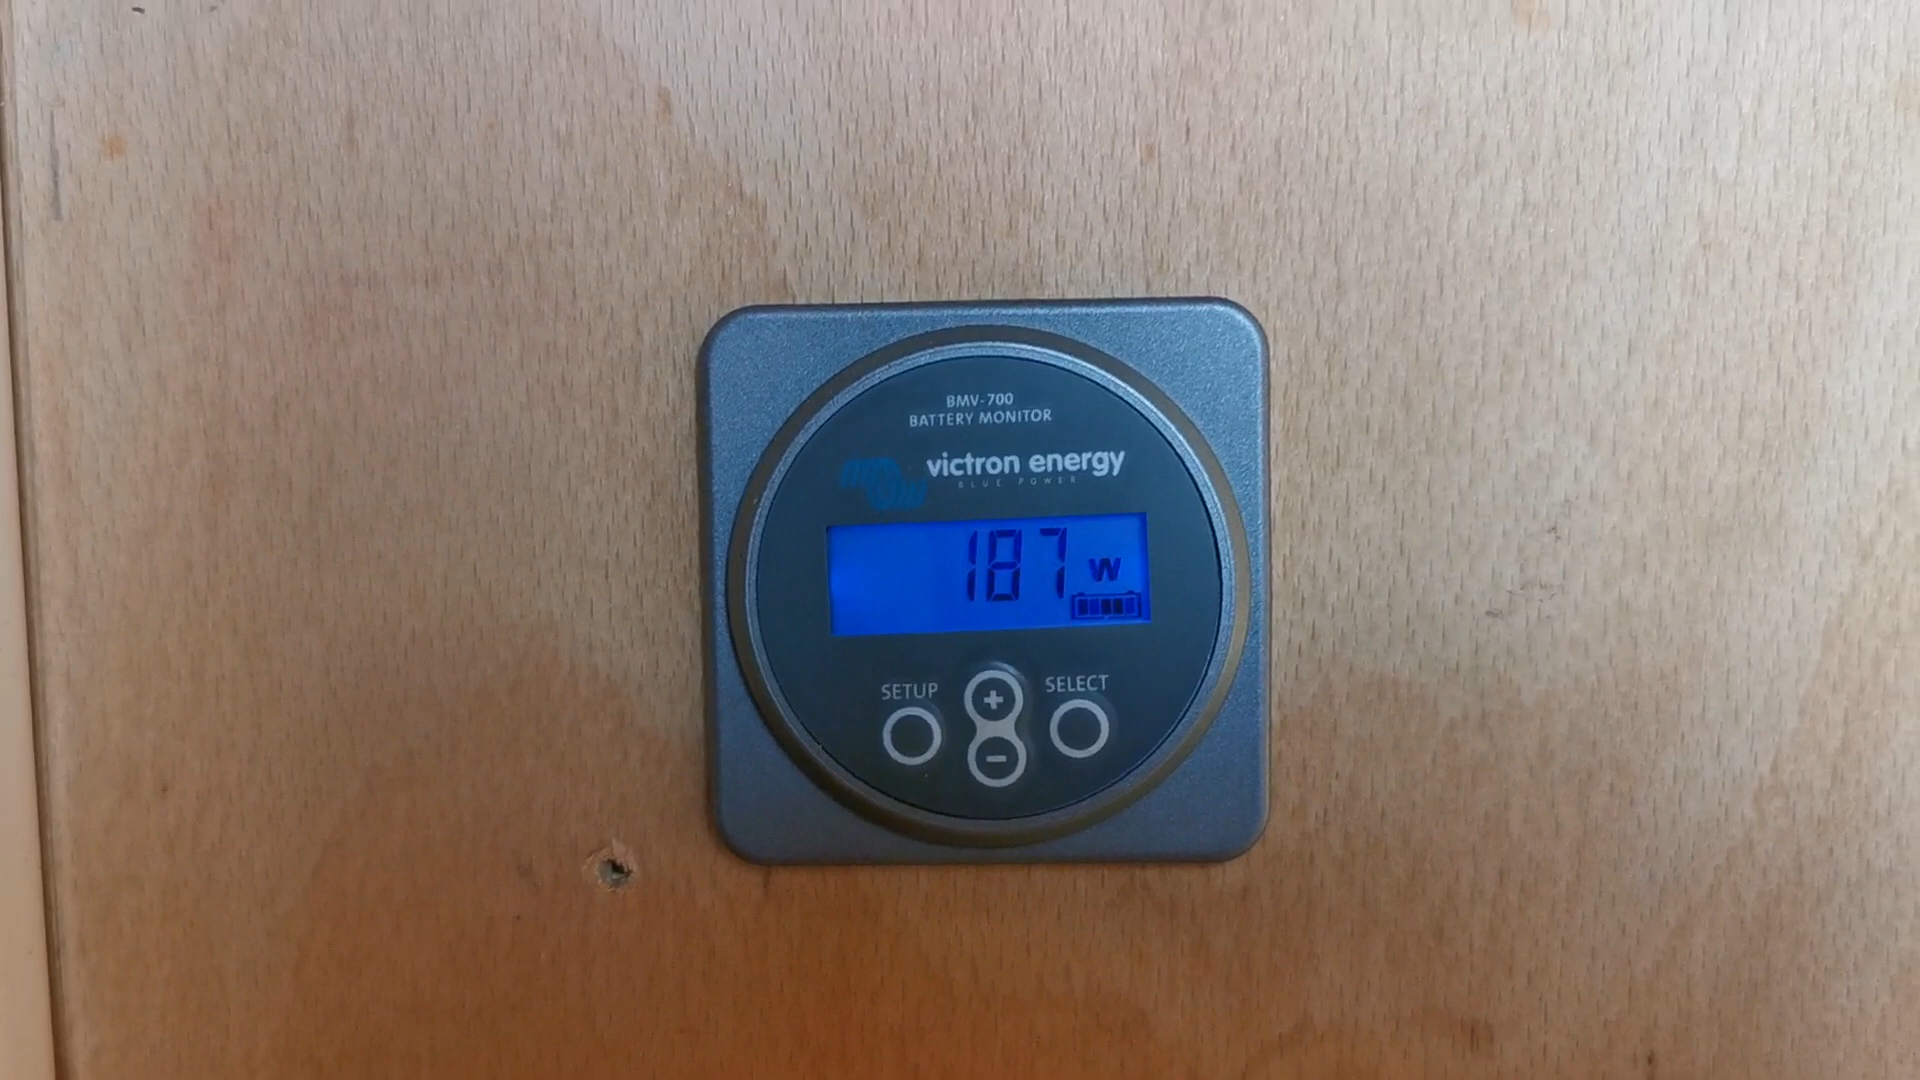 BMV-700
BATTERY MONITOR
victron energy
BLUE POWER
187 W
SETUP
+
SELECT
-